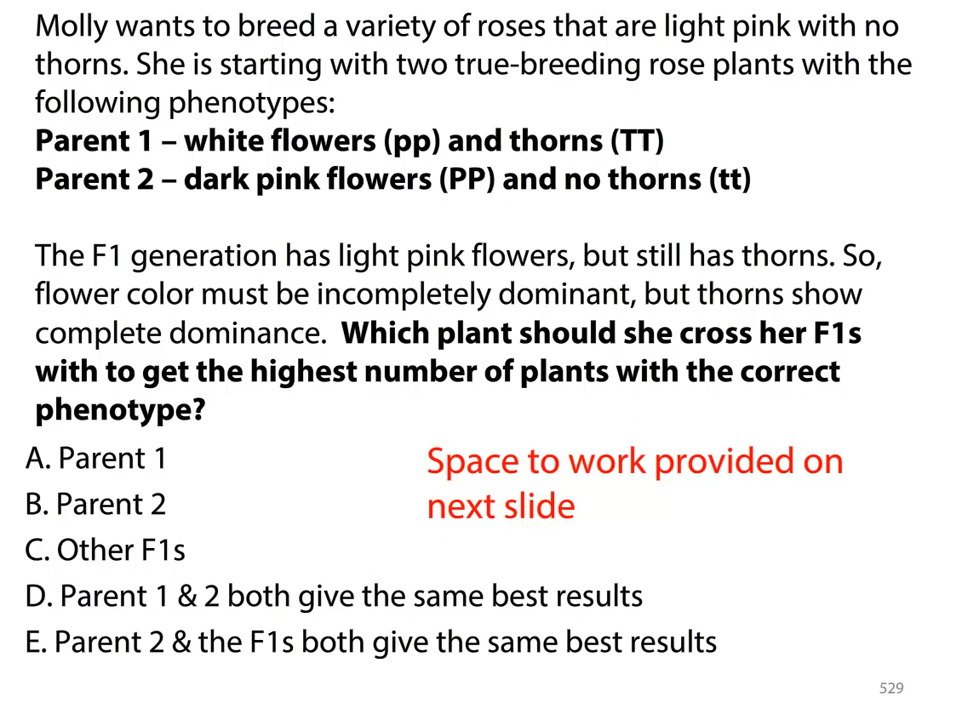 Molly wants to breed a variety of roses that are light pink with no
thorns. She is starting with two true-breeding rose plants with the
following phenotypes:
Parent 1 – white flowers (pp) and thorns (TT)
Parent 2 – dark pink flowers (PP) and no thorns (tt)
The F1 generation has light pink flowers, but still has thorns. So,
flower color must be incompletely dominant, but thorns show
complete dominance. Which plant should she cross her F1s
with to get the highest number of plants with the correct
phenotype?
A. Parent 1
B. Parent 2
C. Other F1s
D. Parent 1 & 2 both give the same best results
E. Parent 2 & the F1s both give the same best results
Space to work provided on
next slide
529